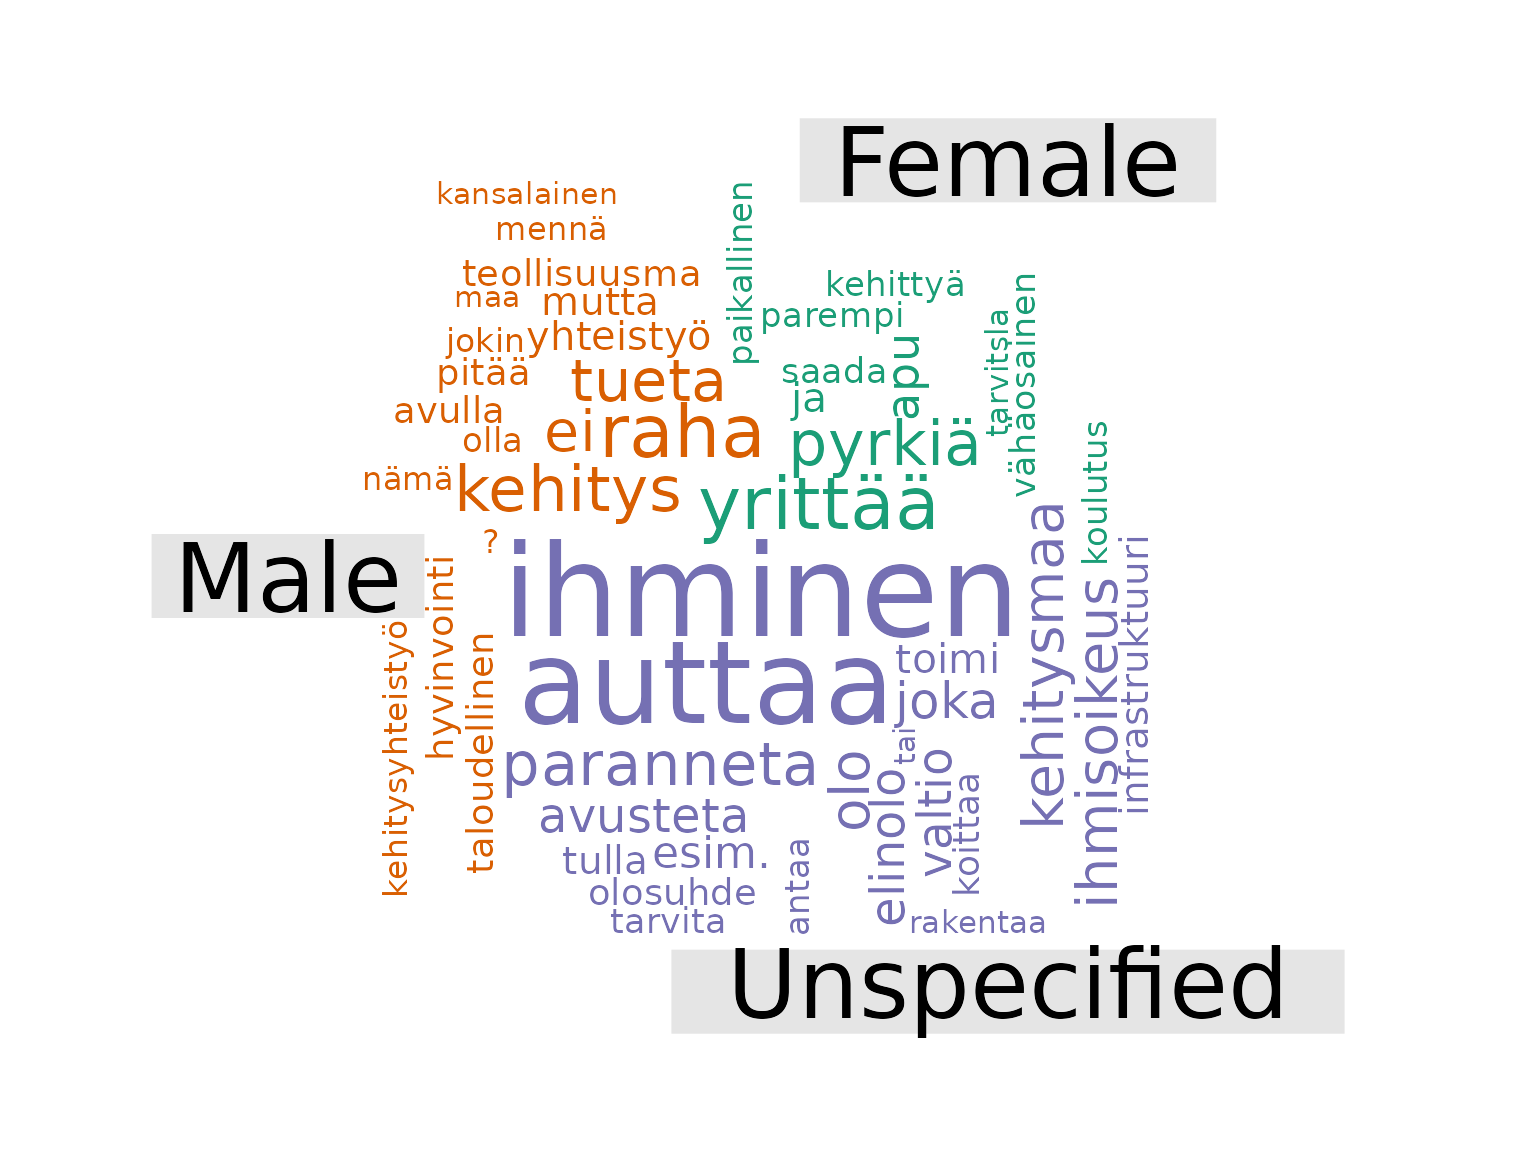 Female
kansalainen
mennä
paikallinen
teollisuusma
kehittyä
maa
mutta
parempi
tarvitsla
vähäosainen
jokin
yhteistyö
apu
pitää
tueta
saada
ja
avulla
ei
raha
olla
pyrkiä
koulutus
nämä
kehitys
yrittää
?
Male
ihminen
kehitysmaa
infrastruktuuri
hyvinvointi
ihmisoikeus
kehitysyhteistyö
taloudellinen
auttaa
toimi
joka
tai
paranneta
olo
elinolo
valtio
koittaa
avusteta
tulla
esim.
antaa
olosuhde
tarvita
rakentaa
Unspecified